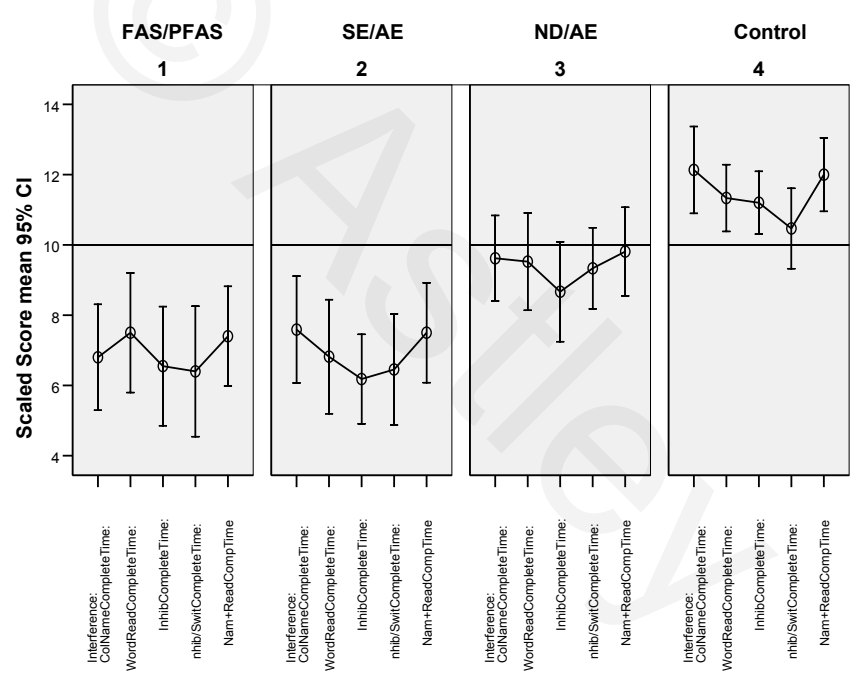 FAS/PFAS SE/AE ND/AE Control
1 2 3 4
Scaled Score mean 95% CI
14
12
10
8
6
4
Interference:
ColNameCompleteTime:
WordReadCompleteTime:
InhibCompleteTime:
nhib/SwitCompleteTime:
Nam+ReadCompTime
Interference:
ColNameCompleteTime:
WordReadCompleteTime:
InhibCompleteTime:
nhib/SwitCompleteTime:
Nam+ReadCompTime
Interference:
ColNameCompleteTime:
WordReadCompleteTime:
InhibCompleteTime:
nhib/SwitCompleteTime:
Nam+ReadCompTime
Interference:
ColNameCompleteTime:
WordReadCompleteTime:
InhibCompleteTime:
nhib/SwitCompleteTime:
Nam+ReadCompTime
© Astley